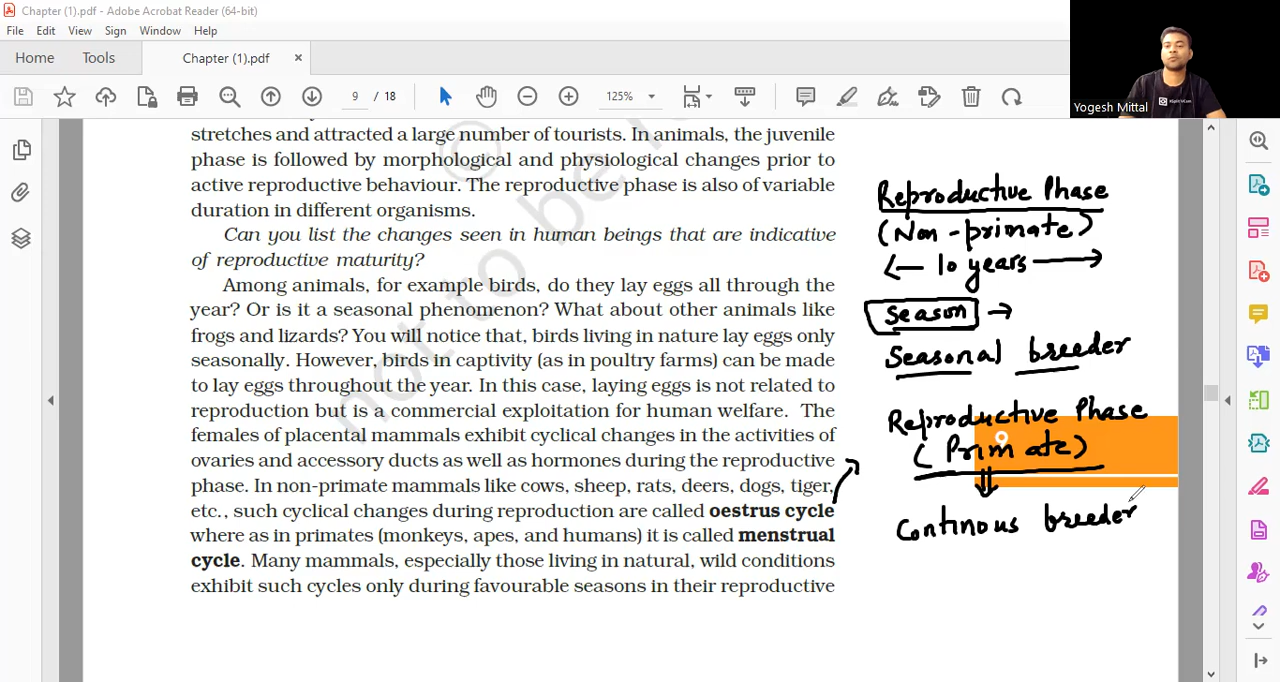 Chapter (1).pdf - Adobe Acrobat Reader (64-bit)
File Edit View Sign Window Help
Home Tools Chapter (1).pdf ×
9 / 18 125%
Yogesh Mittal
stretches and attracted a large number of tourists. In animals, the juvenile
phase is followed by morphological and physiological changes prior to
active reproductive behaviour. The reproductive phase is also of variable
duration in different organisms.
Can you list the changes seen in human beings that are indicative
of reproductive maturity?
Among animals, for example birds, do they lay eggs all through the
year? Or is it a seasonal phenomenon? What about other animals like
frogs and lizards? You will notice that, birds living in nature lay eggs only
seasonally. However, birds in captivity (as in poultry farms) can be made
to lay eggs throughout the year. In this case, laying eggs is not related to
reproduction but is a commercial exploitation for human welfare. The
females of placental mammals exhibit cyclical changes in the activities of
ovaries and accessory ducts as well as hormones during the reproductive
phase. In non-primate mammals like cows, sheep, rats, deers, dogs, tiger,
etc., such cyclical changes during reproduction are called oestrus cycle
where as in primates (monkeys, apes, and humans) it is called menstrual
cycle. Many mammals, especially those living in natural, wild conditions
exhibit such cycles only during favourable seasons in their reproductive
Reproductive Phase
(Non-primate)
10 years
Season →
Seasonal breeder
Reproductive Phase
(Primate)
Continous breeder
© not to be